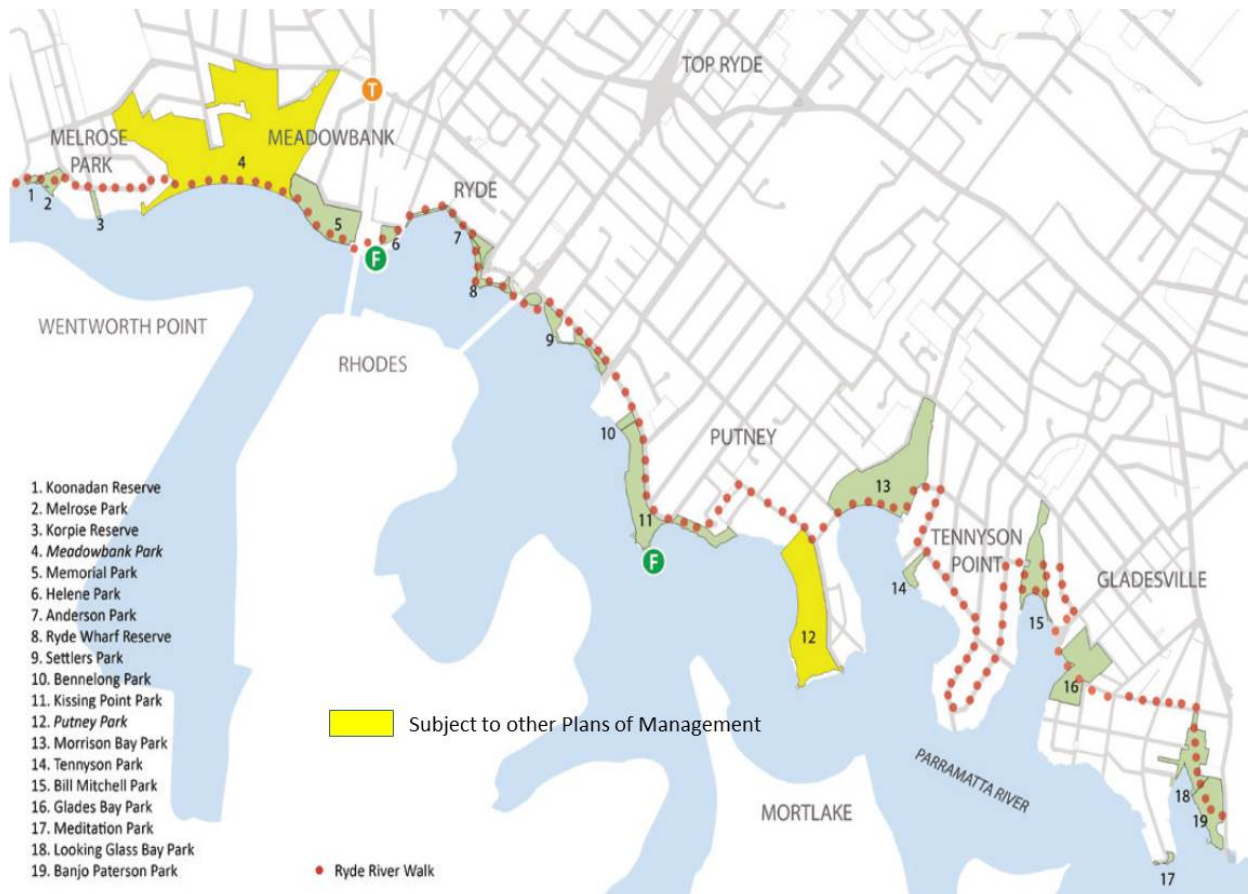 TOP RYDE
T
MELROSE
PARK
MEADOWBANK
4
1
2
3
RYDE
5
6
7
F
8
WENTWORTH POINT
RHODES
9
10
PUTNEY
11
F
13
TENNYSON
POINT
14
GLADESVILLE
15
12
16
1. Koonadan Reserve
2. Melrose Park
3. Korpie Reserve
4. Meadowbank Park
5. Memorial Park
6. Helene Park
7. Anderson Park
8. Ryde Wharf Reserve
9. Settlers Park
10. Bennelong Park
11. Kissing Point Park
12. Putney Park
13. Morrison Bay Park
14. Tennyson Park
15. Bill Mitchell Park
16. Glades Bay Park
17. Meditation Park
18. Looking Glass Bay Park
19. Banjo Paterson Park
Subject to other Plans of Management
Ryde River Walk
MORTLAKE
PARRAMATTA RIVER
18
19
17